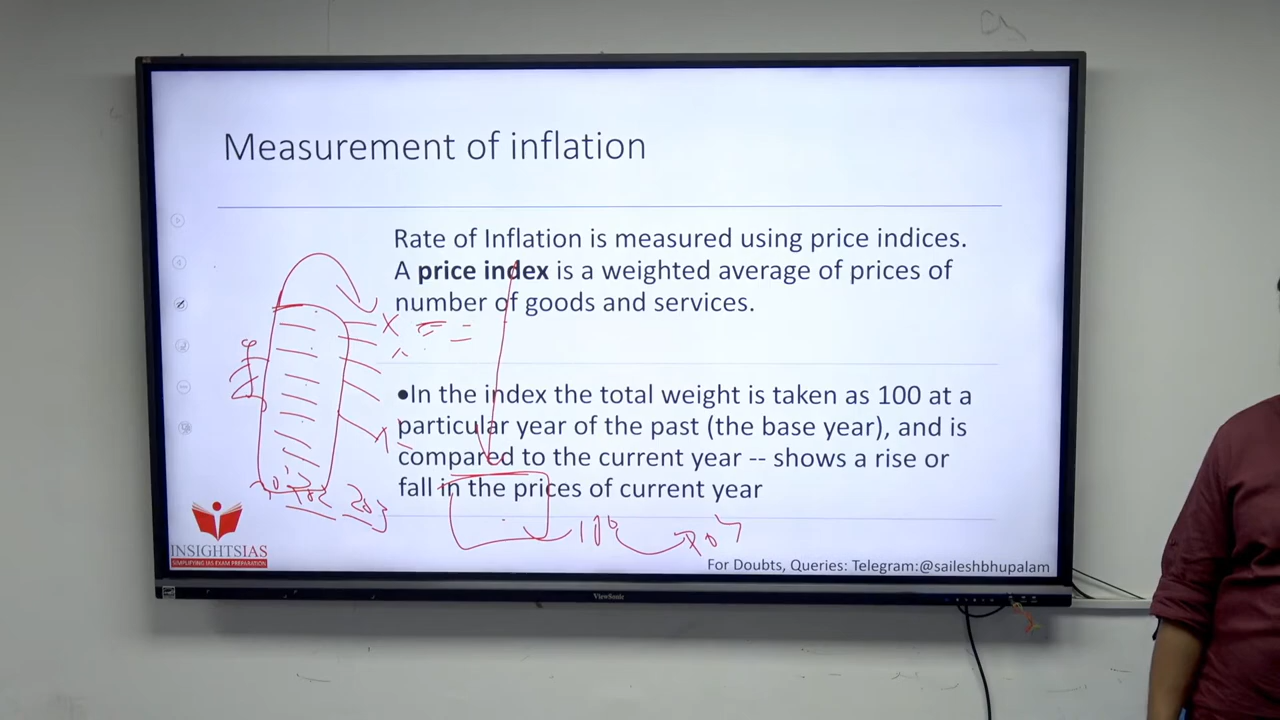 Measurement of inflation
Rate of Inflation is measured using price indices.
A price index is a weighted average of prices of
number of goods and services.
•In the index the total weight is taken as 100 at a
particular year of the past (the base year), and is
compared to the current year -- shows a rise or
fall in the prices of current year
INSIGHTSIAS
SIMPLIFYING IAS EXAM PREPARATION
For Doubts, Queries: Telegram:@saileshbhupalam
ViewSonic